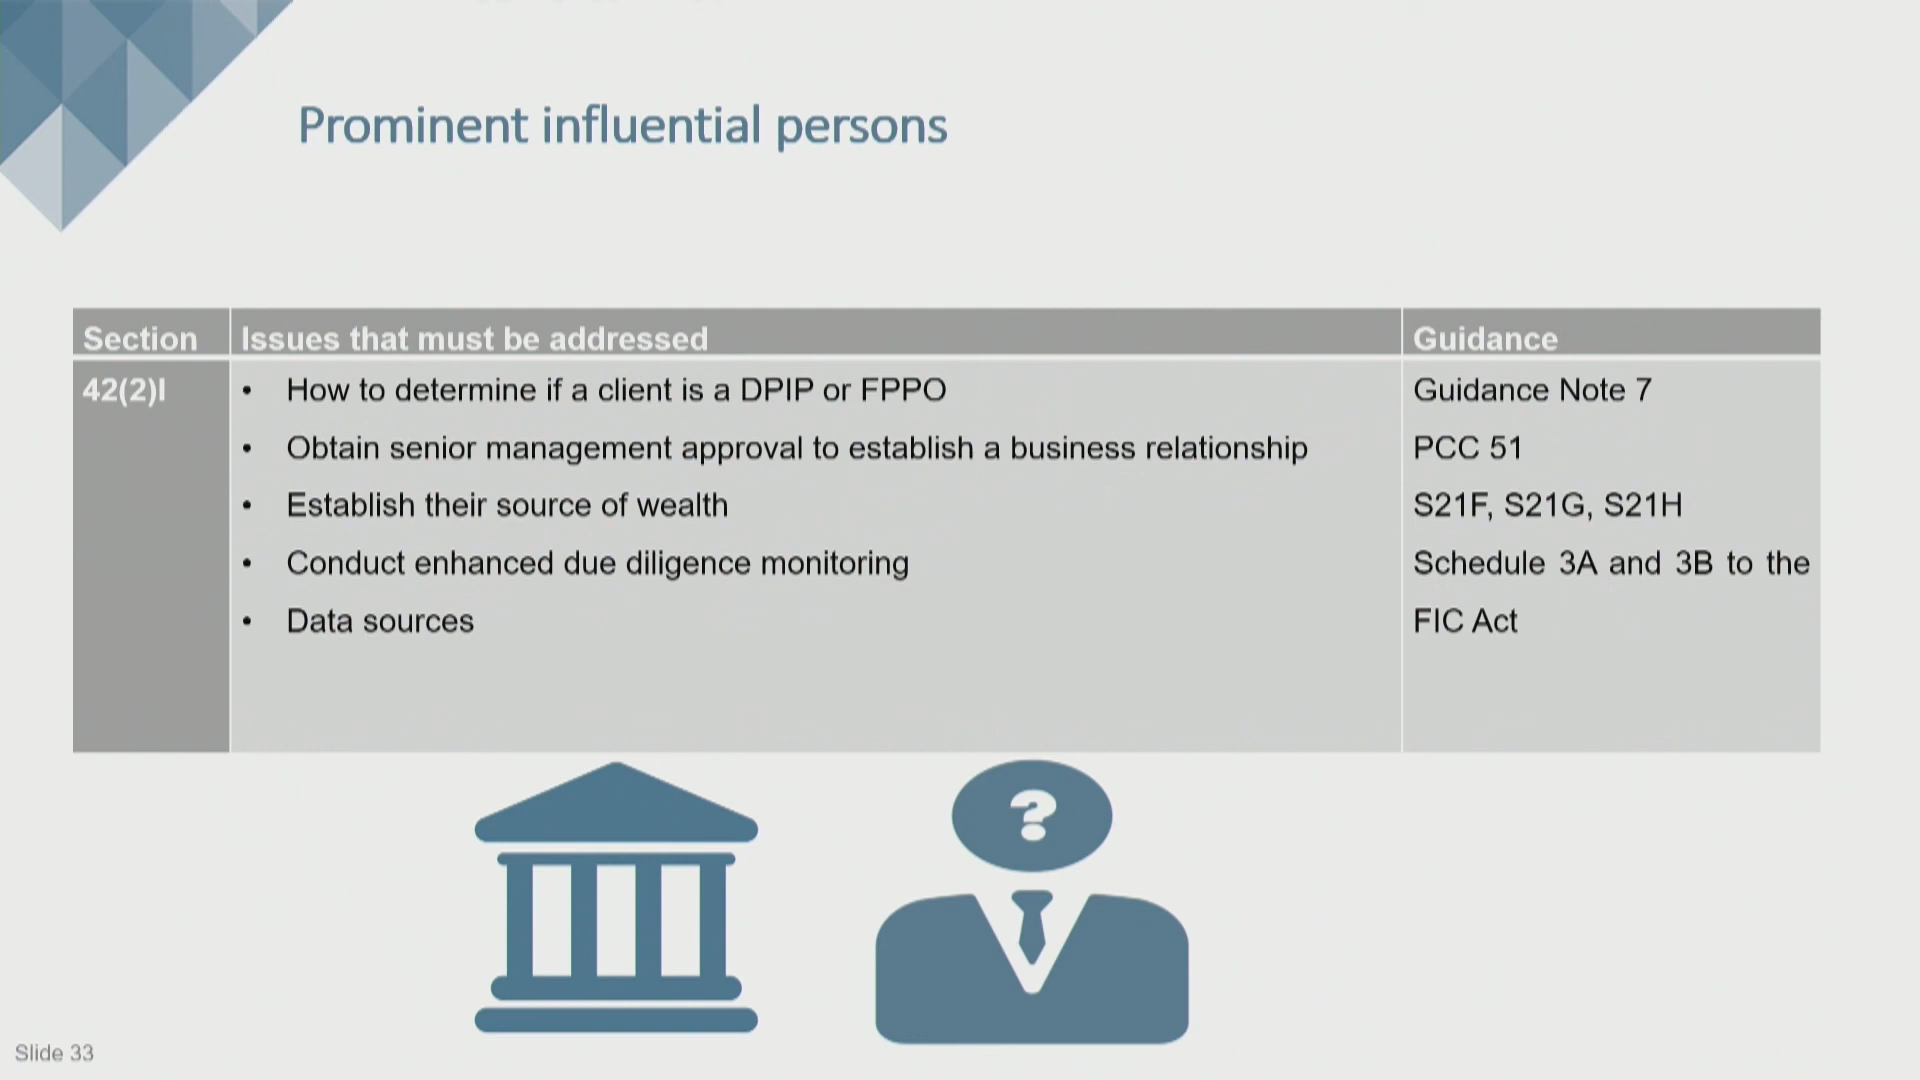 Prominent influential persons
Section
Issues that must be addressed
Guidance
42(2)l
• How to determine if a client is a DPIP or FPPO
• Obtain senior management approval to establish a business relationship
• Establish their source of wealth
• Conduct enhanced due diligence monitoring
• Data sources
Guidance Note 7
PCC 51
S21F, S21G, S21H
Schedule 3A and 3B to the
FIC Act
?
Slide 33